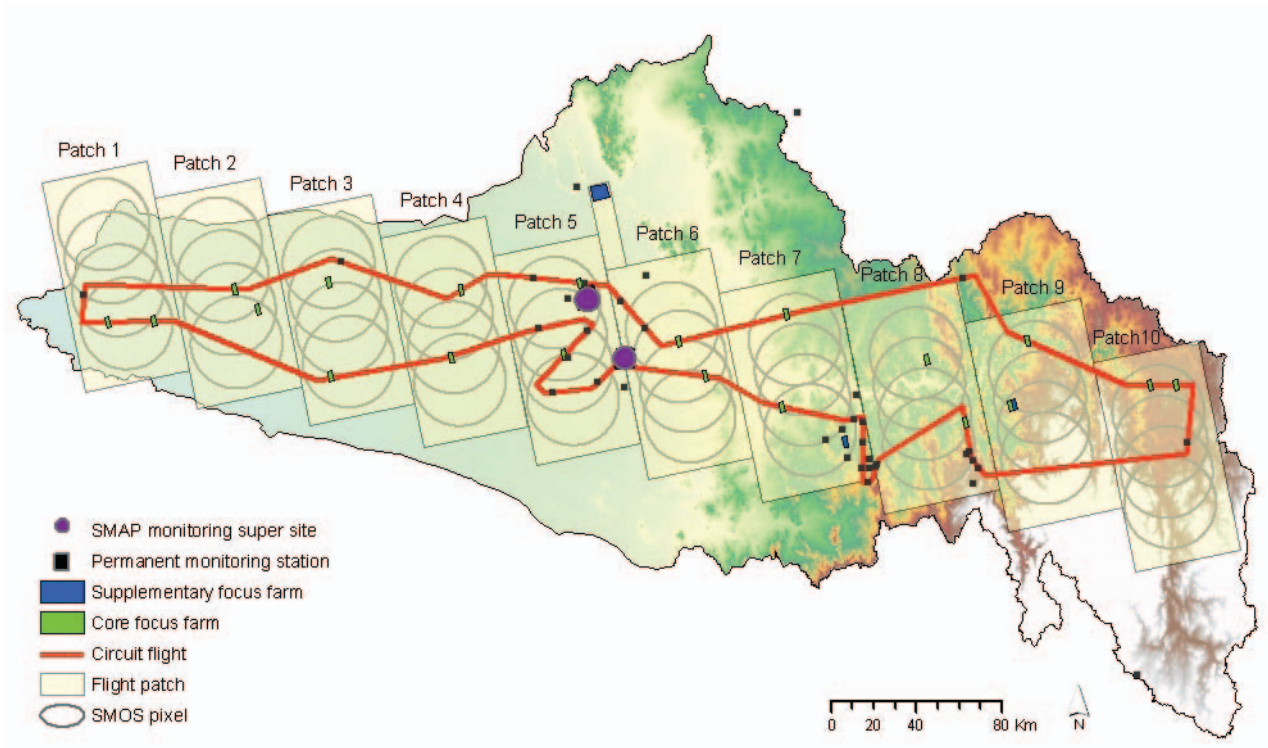 Patch 1
Patch 2
Patch 3
Patch 4
Patch 5
Patch 6
Patch 7
Patch 8
Patch 9
Patch10
SMAP monitoring super site
Permanent monitoring station
Supplementary focus farm
Core focus farm
Circuit flight
Flight patch
SMOS pixel
0 20 40 80 Km
N